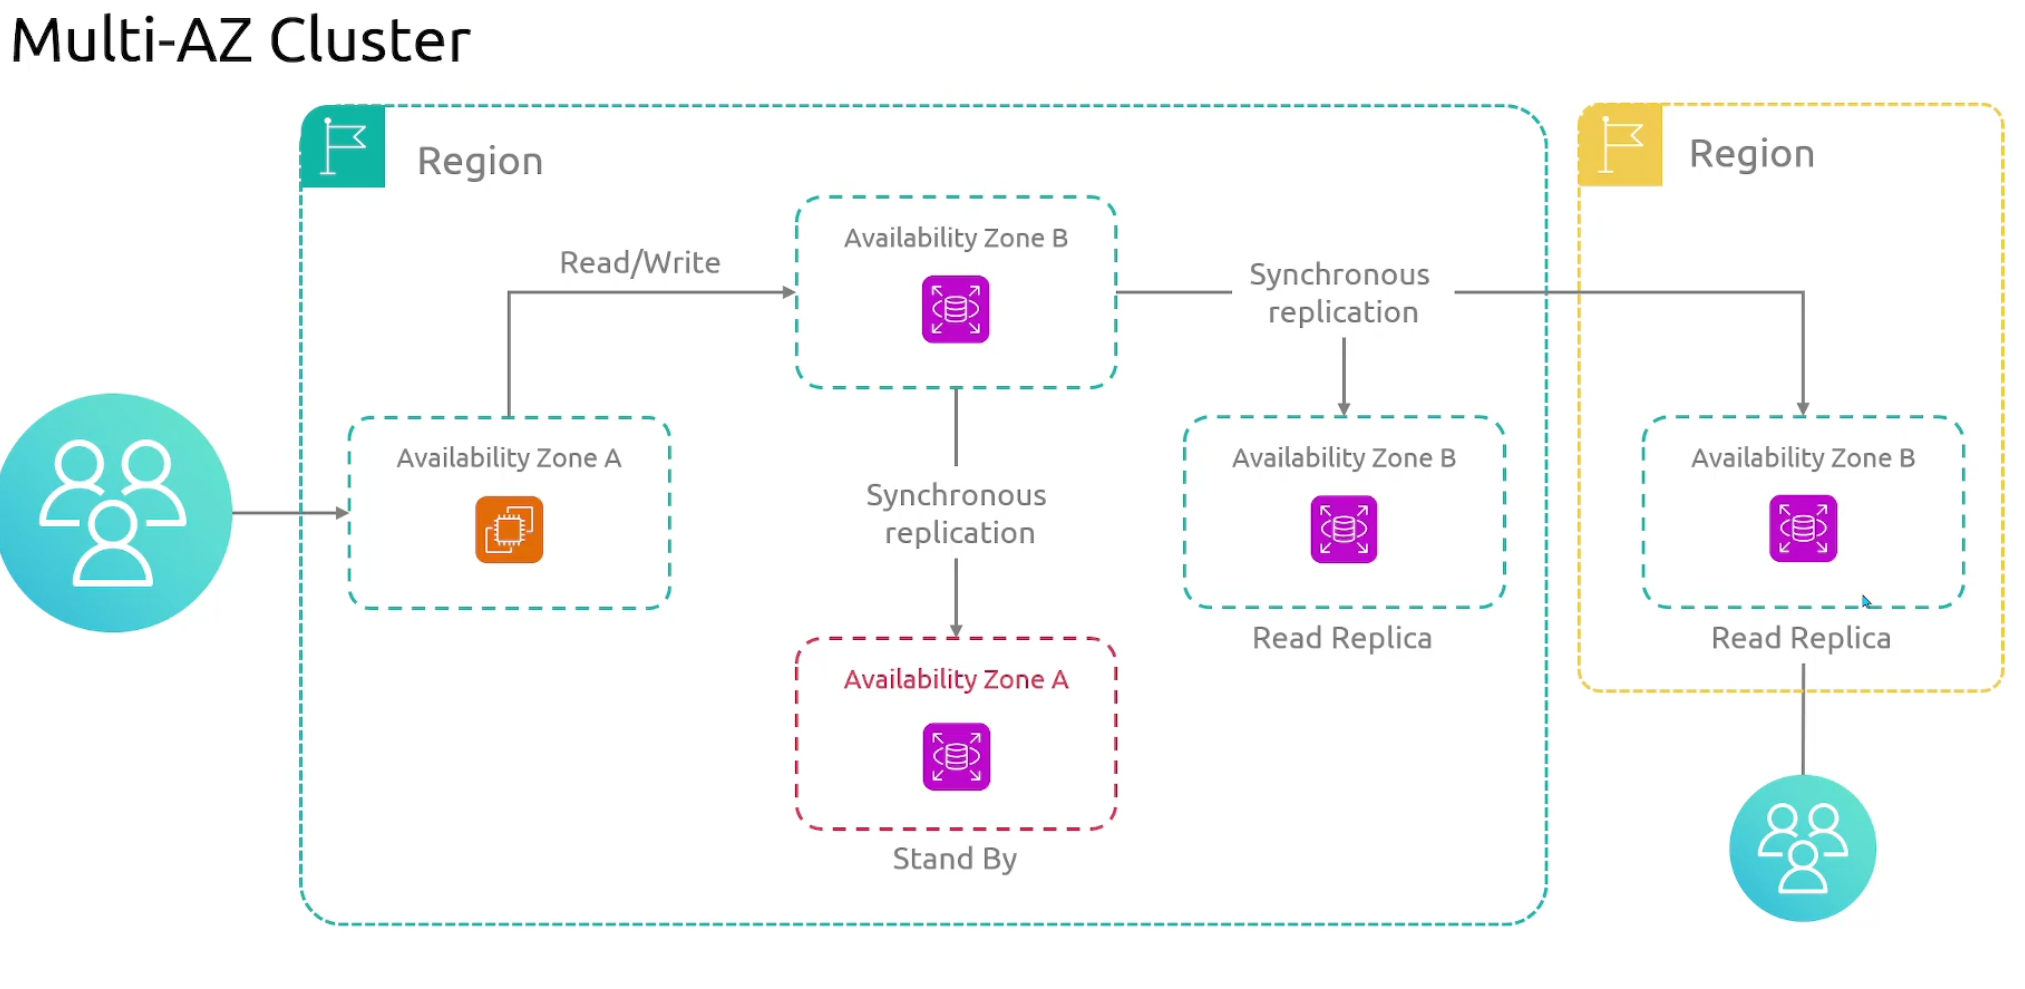 Multi-AZ Cluster
Region
Region
Availability Zone B
Read/Write
Synchronous
replication
Availability Zone A
Availability Zone B
Availability Zone B
Synchronous
replication
Read Replica
Read Replica
Availability Zone A
Stand By